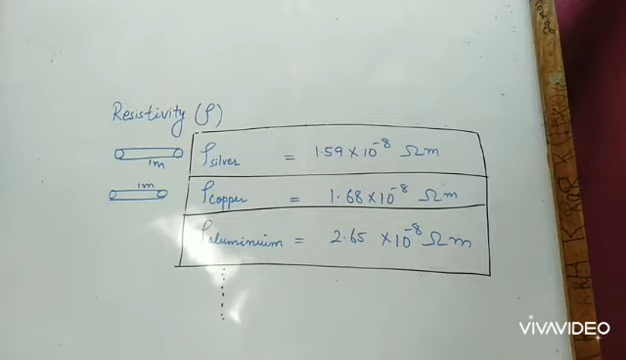 Resistivity (ρ)
1m
ρsilver = 1.59 × 10⁻⁸ Ωm
1m
ρcopper = 1.68 × 10⁻⁸ Ωm
ρaluminium = 2.65 × 10⁻⁸ Ωm
VIVAVIDEO